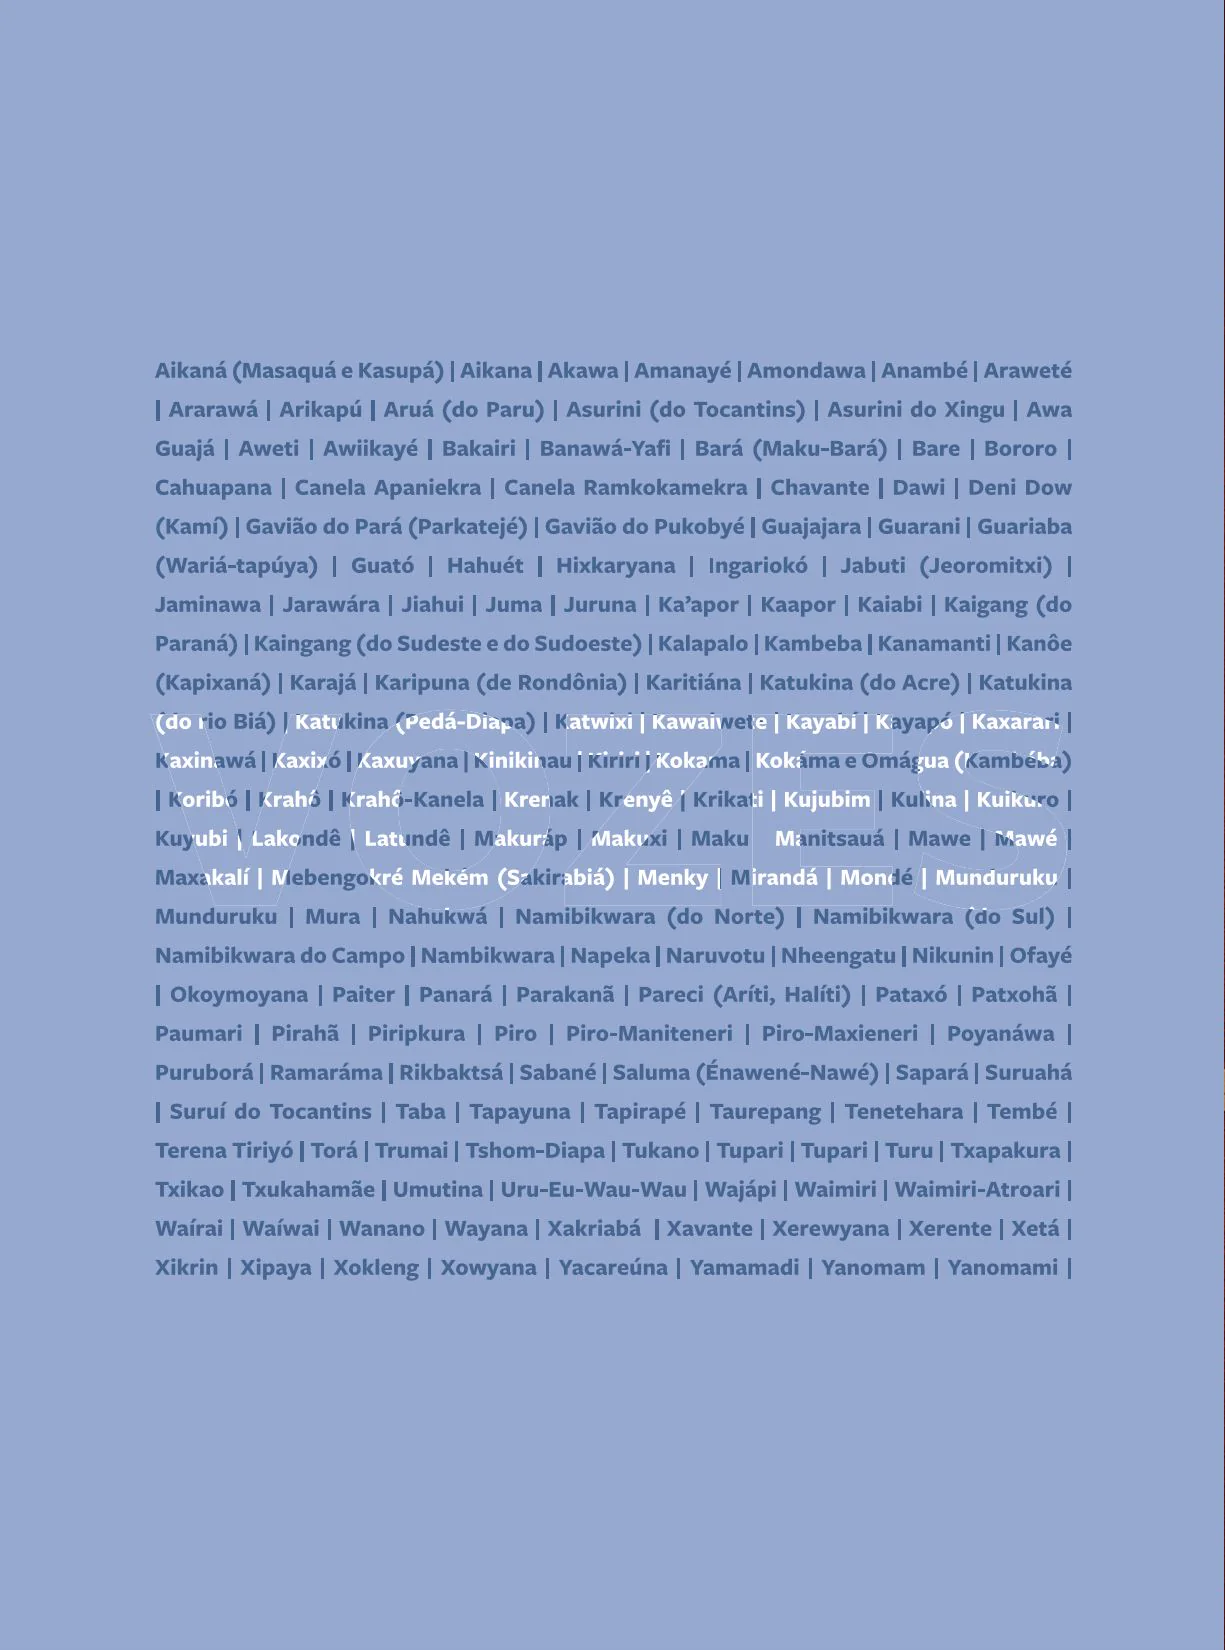 Aikaná (Masaquá e Kasupá) | Aikana | Akawa | Amanayé | Amondawa | Anambé | Araweté
| Ararawá | Arikapú | Aruá (do Paru) | Asurini (do Tocantins) | Asurini do Xingu | Awa
Guajá | Aweti | Awiikayé | Bakairi | Banawá-Yafi | Bará (Maku-Bará) | Bare | Bororo |
Cahuapana | Canela Apaniekra | Canela Ramkokamekra | Chavante | Dawi | Deni Dow
(Kamí) | Gavião do Pará (Parkatejé) | Gavião do Pukobyé | Guajajara | Guarani | Guariaba
(Wariá-tapúya) | Guató | Hahuét | Hixkaryana | Ingariokó | Jabuti (Jeoromitxi) |
Jaminawa | Jarawára | Jiahui | Juma | Juruna | Ka’apor | Kaapor | Kaiabi | Kaigang (do
Paraná) | Kaingang (do Sudeste e do Sudoeste) | Kalapalo | Kambeba | Kanamanti | Kanôe
(Kapixaná) | Karajá | Karipuna (de Rondônia) | Karitiána | Katukina (do Acre) | Katukina
(do rio Biá) | Katukina (Pedá-Diapa) | Katwixi | Kawaiwete | Kayabí | Kayapó | Kaxarari |
Kaxinawá | Kaxixó | Kaxuyana | Kinikinau | Kiriri | Kokama | Kokáma e Omágua (Kambéba)
| Koribó | Krahô | Krahô-Kanela | Krenak | Krenyê | Krikati | Kujubim | Kulina | Kuikuro |
VOZES
Kuyubi | Lakondê | Latundê | Makuráp | Makuxi | Maku Manitsauá | Mawe | Mawé |
Maxakalí | Mebengokré Mekém (Sakirabiá) | Menky | Mirandá | Mondé | Munduruku |
Munduruku | Mura | Nahukwá | Namibikwara (do Norte) | Namibikwara (do Sul) |
Namibikwara do Campo | Nambikwara | Napeka | Naruvotu | Nheengatu | Nikunin | Ofayé
| Okoymoyana | Paiter | Panará | Parakanã | Pareci (Aríti, Halíti) | Pataxó | Patxohã |
Paumari | Pirahã | Piripkura | Piro | Piro-Maniteneri | Piro-Maxieneri | Poyanáwa |
Puruborá | Ramaráma | Rikbaktsá | Sabané | Saluma (Énawené-Nawé) | Sapará | Suruahá
| Suruí do Tocantins | Taba | Tapayuna | Tapirapé | Taurepang | Tenetehara | Tembé |
Terena Tiriyó | Torá | Trumai | Tshom-Diapa | Tukano | Tupari | Tupari | Turu | Txapakura |
Txikao | Txukahamãe | Umutina | Uru-Eu-Wau-Wau | Wajápi | Waimiri | Waimiri-Atroari |
Waírai | Waíwai | Wanano | Wayana | Xakriabá | Xavante | Xerewyana | Xerente | Xetá |
Xikrin | Xipaya | Xokleng | Xowyana | Yacareúna | Yamamadi | Yanomam | Yanomami |